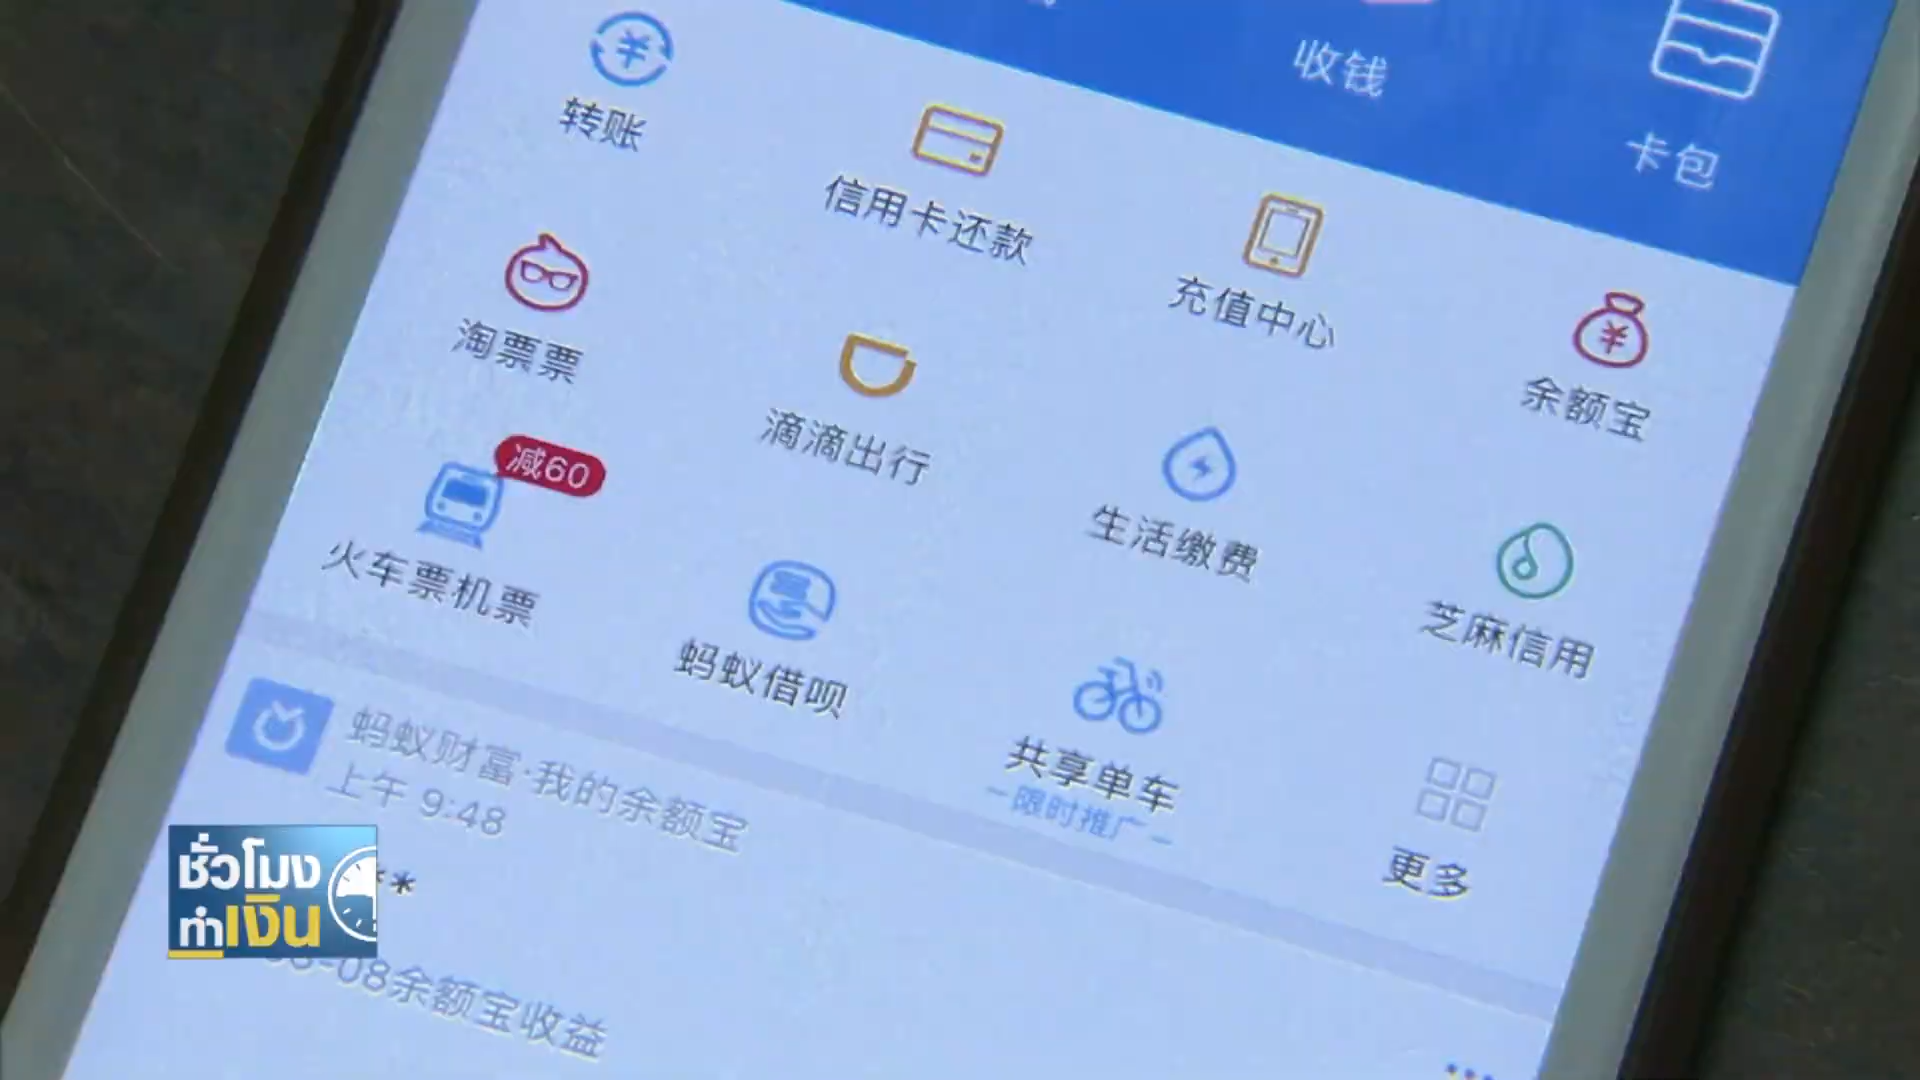 收钱
卡包
转账
信用卡还款
充值中心
余额宝
淘票票
滴滴出行
生活缴费
芝麻信用
减60
火车票机票
蚂蚁借呗
共享单车
限时推广
更多
蚂蚁财富·我的余额宝
上午 9:48
**
-08余额宝收益
ชั่วโมง
ทำเงิน